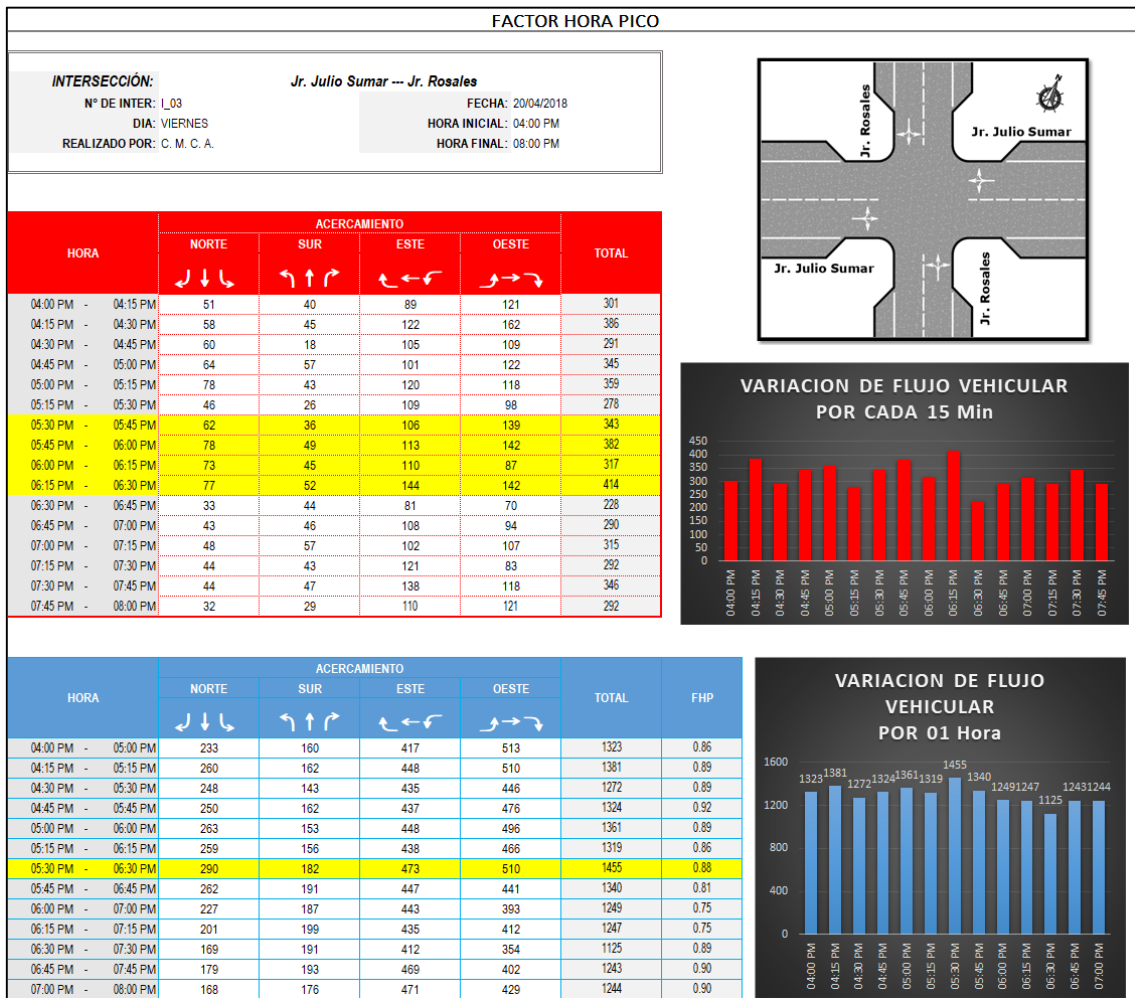 FACTOR HORA PICO
INTERSECCIÓN: Jr. Julio Sumar --- Jr. Rosales
N° DE INTER: I_03 FECHA: 20/04/2018
DIA: VIERNES HORA INICIAL: 04:00 PM
REALIZADO POR: C. M. C. A. HORA FINAL: 08:00 PM
Jr. Rosales
Jr. Julio Sumar
Jr. Julio Sumar
Jr. Rosales
HORA ACERCAMIENTO TOTAL
NORTE SUR ESTE OESTE
04:00 PM - 04:15 PM 51 40 89 121 301
04:15 PM - 04:30 PM 58 45 122 162 386
04:30 PM - 04:45 PM 60 18 105 109 291
04:45 PM - 05:00 PM 64 57 101 122 345
05:00 PM - 05:15 PM 78 43 120 118 359
05:15 PM - 05:30 PM 46 26 109 98 278
05:30 PM - 05:45 PM 62 36 106 139 343
05:45 PM - 06:00 PM 78 49 113 142 382
06:00 PM - 06:15 PM 73 45 110 87 317
06:15 PM - 06:30 PM 77 52 144 142 414
06:30 PM - 06:45 PM 33 44 81 70 228
06:45 PM - 07:00 PM 43 46 108 94 290
07:00 PM - 07:15 PM 48 57 102 107 315
07:15 PM - 07:30 PM 44 43 121 83 292
07:30 PM - 07:45 PM 44 47 138 118 346
07:45 PM - 08:00 PM 32 29 110 121 292
VARIACION DE FLUJO VEHICULAR
POR CADA 15 Min
450
400
350
300
250
200
150
100
50
0
04:00 PM 04:15 PM 04:30 PM 04:45 PM 05:00 PM 05:15 PM 05:30 PM 05:45 PM 06:00 PM 06:15 PM 06:30 PM 06:45 PM 07:00 PM 07:15 PM 07:30 PM 07:45 PM
HORA ACERCAMIENTO TOTAL FHP
NORTE SUR ESTE OESTE
04:00 PM - 05:00 PM 233 160 417 513 1323 0.86
04:15 PM - 05:15 PM 260 162 448 510 1381 0.89
04:30 PM - 05:30 PM 248 143 435 446 1272 0.89
04:45 PM - 05:45 PM 250 162 437 476 1324 0.92
05:00 PM - 06:00 PM 263 153 448 496 1361 0.89
05:15 PM - 06:15 PM 259 156 438 466 1319 0.86
05:30 PM - 06:30 PM 290 182 473 510 1455 0.88
05:45 PM - 06:45 PM 262 191 447 441 1340 0.81
06:00 PM - 07:00 PM 227 187 443 393 1249 0.75
06:15 PM - 07:15 PM 201 199 435 412 1247 0.75
06:30 PM - 07:30 PM 169 191 412 354 1125 0.89
06:45 PM - 07:45 PM 179 193 469 402 1243 0.90
07:00 PM - 08:00 PM 168 176 471 429 1244 0.90
VARIACION DE FLUJO
VEHICULAR
POR 01 Hora
1600
1200
800
400
0
1323 1381 1272 1324 1361 1319 1455 1340 1249 1247 1125 1243 1244
04:00 PM 04:15 PM 04:30 PM 04:45 PM 05:00 PM 05:15 PM 05:30 PM 05:45 PM 06:00 PM 06:15 PM 06:30 PM 06:45 PM 07:00 PM